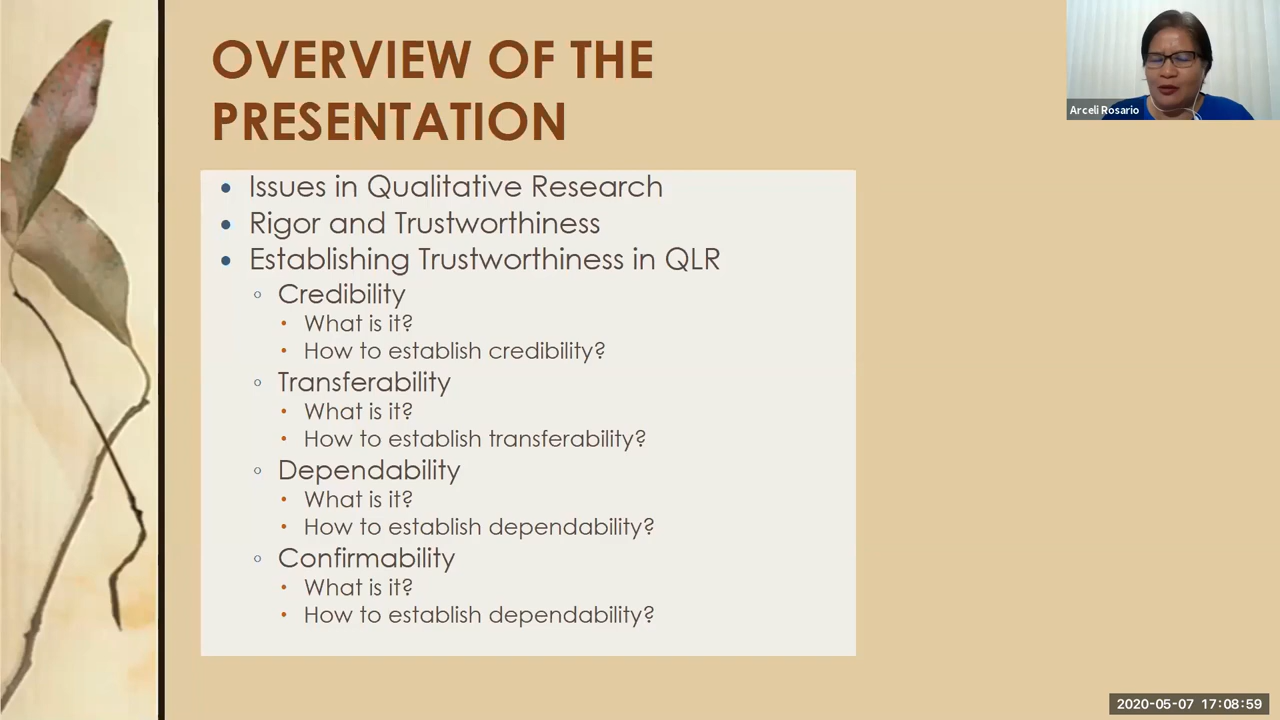 OVERVIEW OF THE
PRESENTATION
Arceli Rosario
• Issues in Qualitative Research
• Rigor and Trustworthiness
• Establishing Trustworthiness in QLR
◦ Credibility
• What is it?
• How to establish credibility?
◦ Transferability
• What is it?
• How to establish transferability?
◦ Dependability
• What is it?
• How to establish dependability?
◦ Confirmability
• What is it?
• How to establish dependability?
2020-05-07 17:08:59